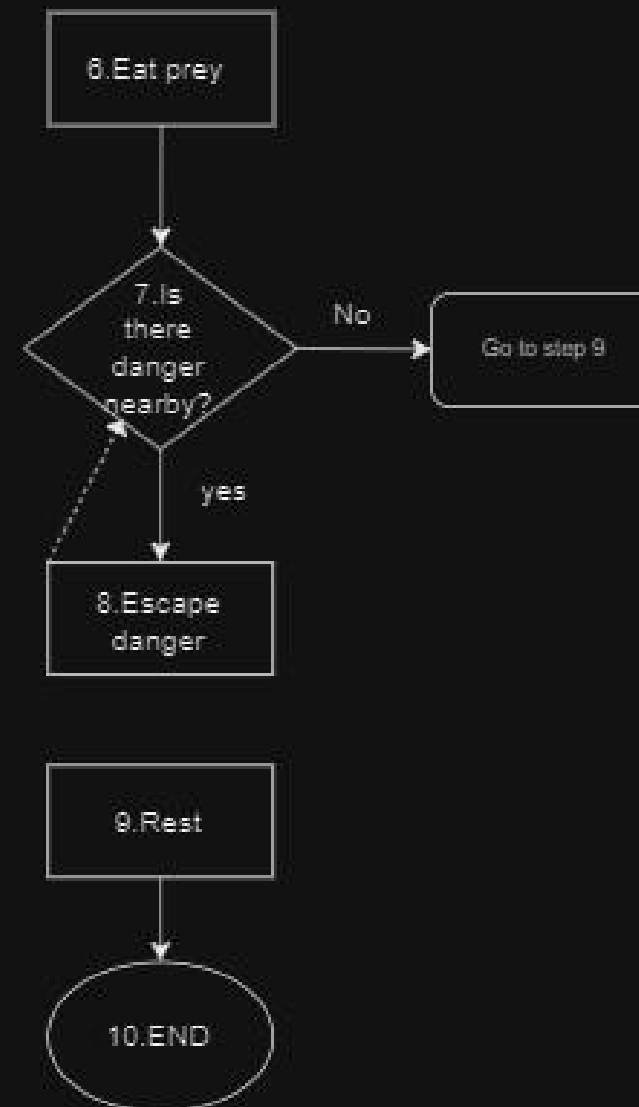 6.Eat prey
7.Is
there
danger
nearby?
No
Go to step 9
yes
8.Escape
danger
9.Rest
10.END